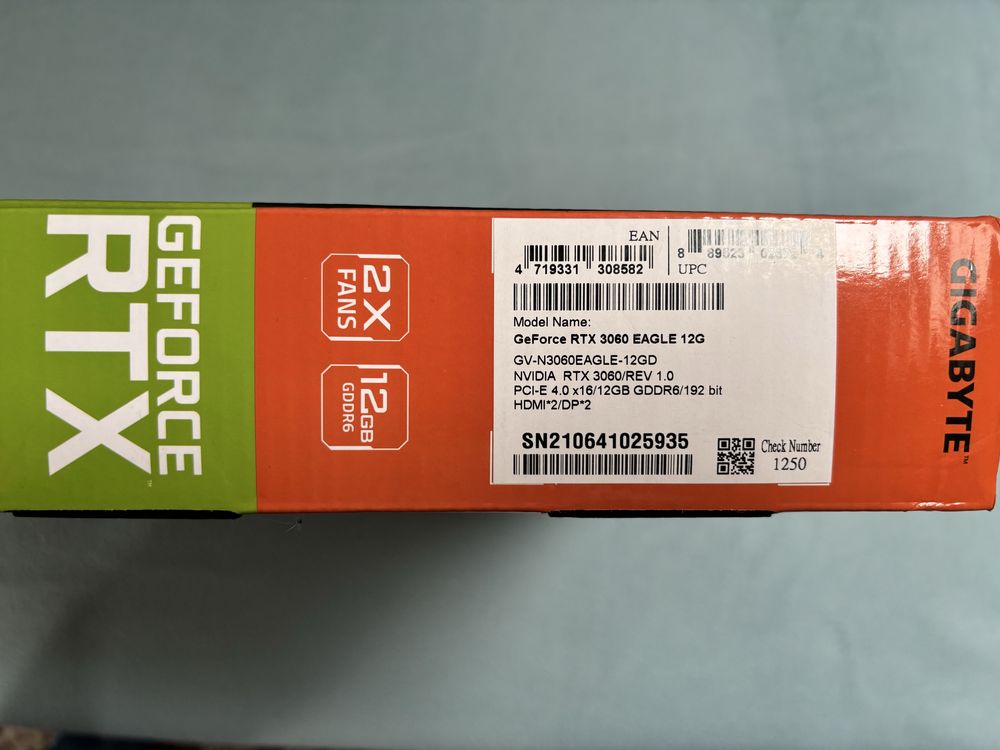 GEFORCE
RTX
2X
FANS
12GB
GDDR6
EAN
4 719331 308582
UPC
Model Name:
GeForce RTX 3060 EAGLE 12G
GV-N3060EAGLE-12GD
NVIDIA RTX 3060/REV 1.0
PCI-E 4.0 x16/12GB GDDR6/192 bit
HDMI*2/DP*2
SN210641025935
Check Number
1250
GIGABYTE™